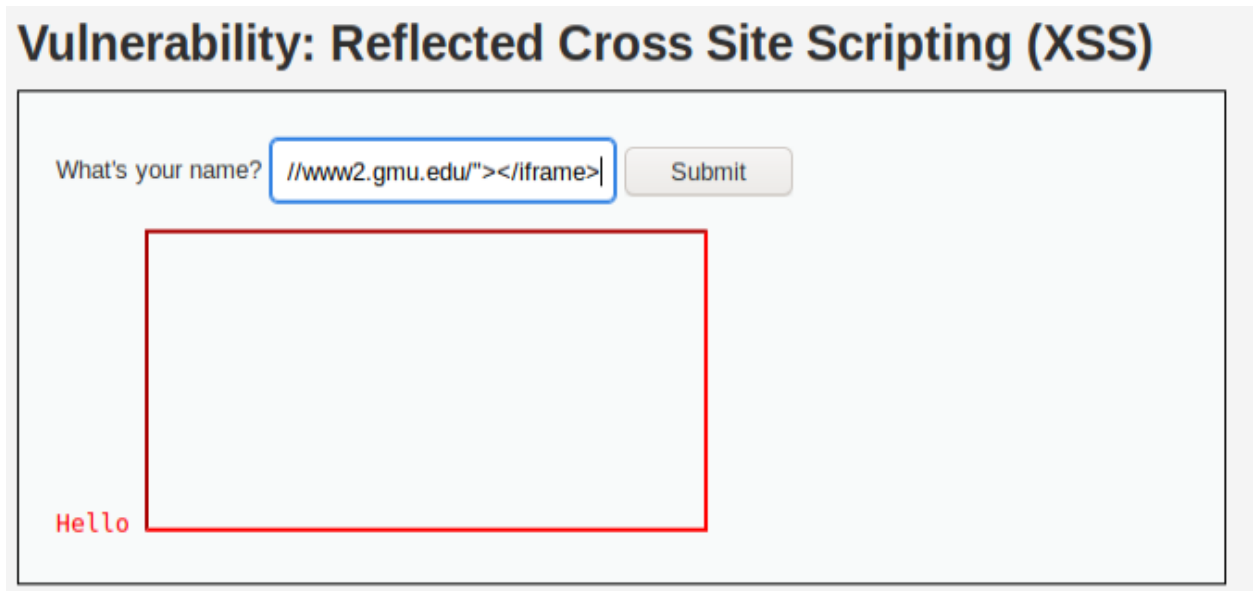 Vulnerability: Reflected Cross Site Scripting (XSS)
What's your name? //www2.gmu.edu/"></iframe> Submit
Hello